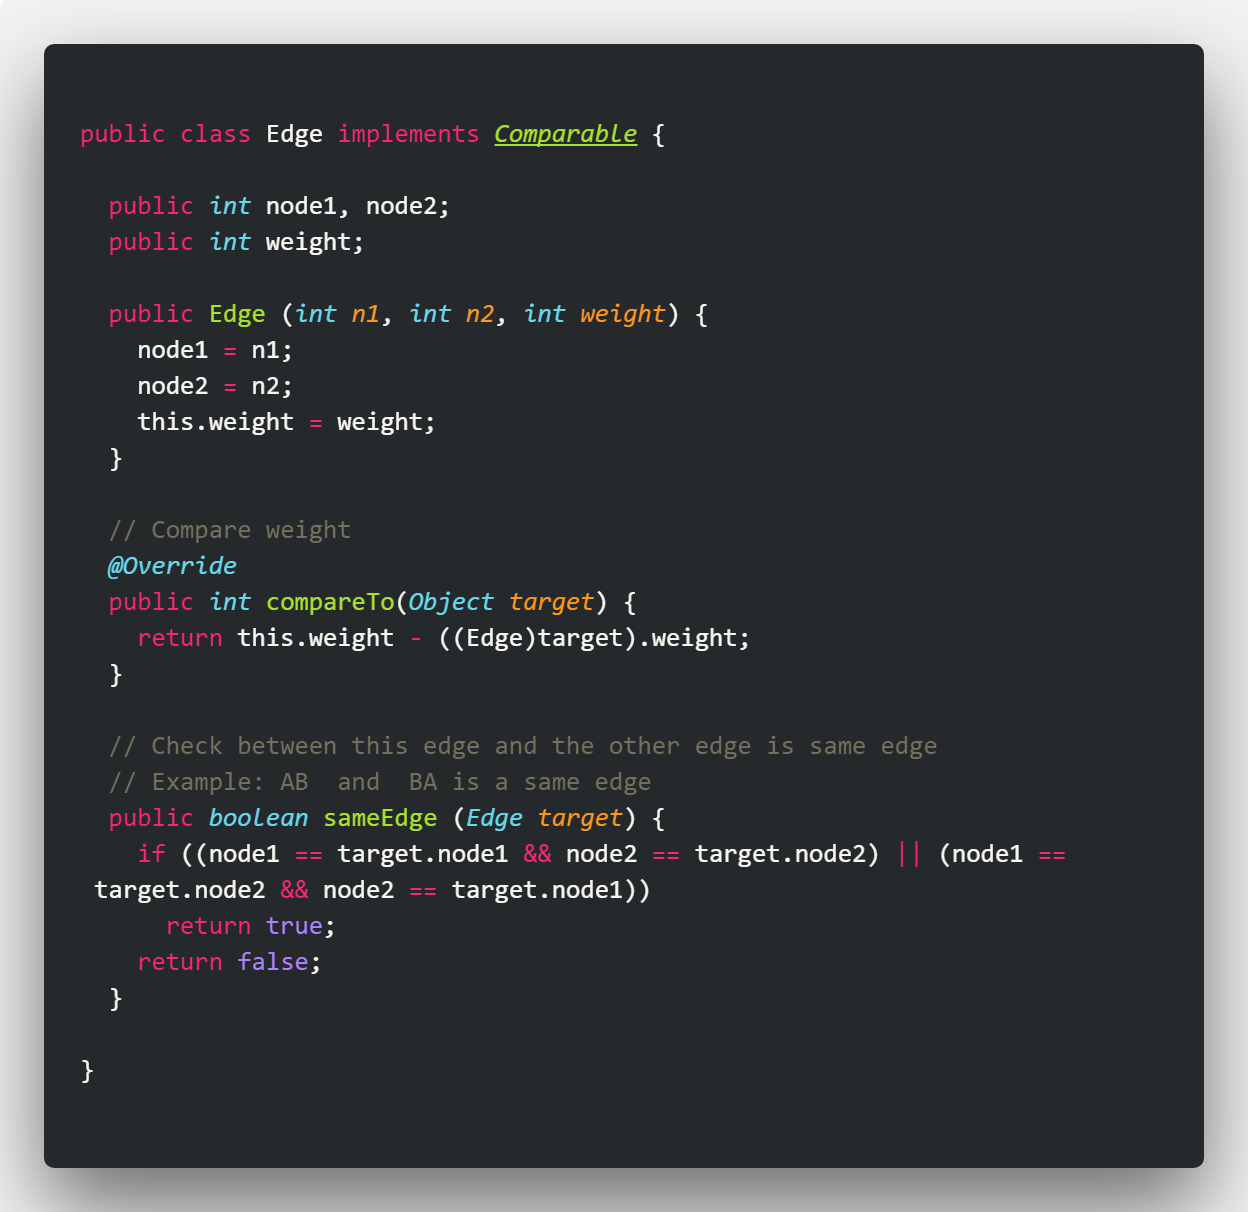 public class Edge implements Comparable {
public int node1, node2;
public int weight;
public Edge (int n1, int n2, int weight) {
node1 = n1;
node2 = n2;
this.weight = weight;
}
// Compare weight
@Override
public int compareTo(Object target) {
return this.weight - ((Edge)target).weight;
}
// Check between this edge and the other edge is same edge
// Example: AB  and  BA is a same edge
public boolean sameEdge (Edge target) {
if ((node1 == target.node1 && node2 == target.node2) || (node1 ==
target.node2 && node2 == target.node1))
return true;
return false;
}
}